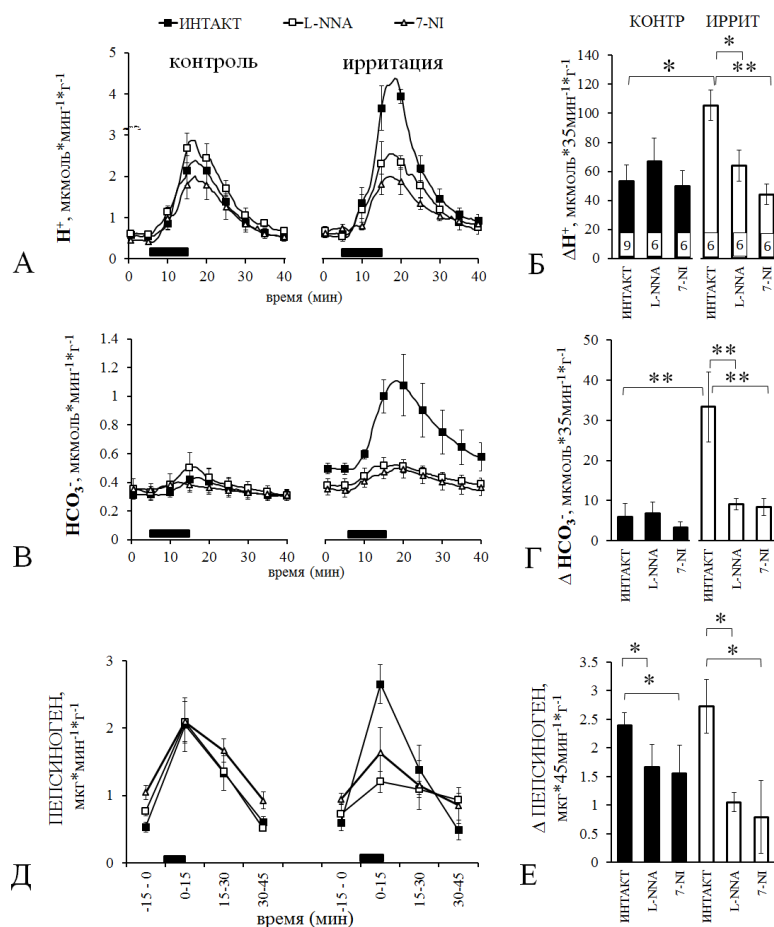 ИНТАКТ L-NNA 7-NI
А
контроль ирритация
H⁺, мкмоль*мин⁻¹*г⁻¹
5
4
3
2
1
0
0 10 20 30 40 0 10 20 30 40
время (мин)
Б
КОНТР ИРРИТ
* * **
ΔH⁺, мкмоль*35мин⁻¹*г⁻¹
140
120
100
80
60
40
20
0
9 6 6 6 6 6
ИНТАКТ L-NNA 7-NI ИНТАКТ L-NNA 7-NI
В
HCO₃⁻, мкмоль*мин⁻¹*г⁻¹
1.4
1.2
1
0.8
0.6
0.4
0.2
0
0 10 20 30 40 0 10 20 30 40
время (мин)
Г
** ** **
Δ HCO₃⁻, мкмоль*35мин⁻¹*г⁻¹
50
40
30
20
10
0
ИНТАКТ L-NNA 7-NI ИНТАКТ L-NNA 7-NI
Д
ПЕПСИНОГЕН,
мкг*мин⁻¹*г⁻¹
3
2
1
0
-15 - 0 0-15 15-30 30-45 -15 - 0 0-15 15-30 30-45
время (мин)
Е
* * * *
Δ ПЕПСИНОГЕН,
мкг*45мин⁻¹*г⁻¹
3.5
3
2.5
2
1.5
1
0.5
0
ИНТАКТ L-NNA 7-NI ИНТАКТ L-NNA 7-NI